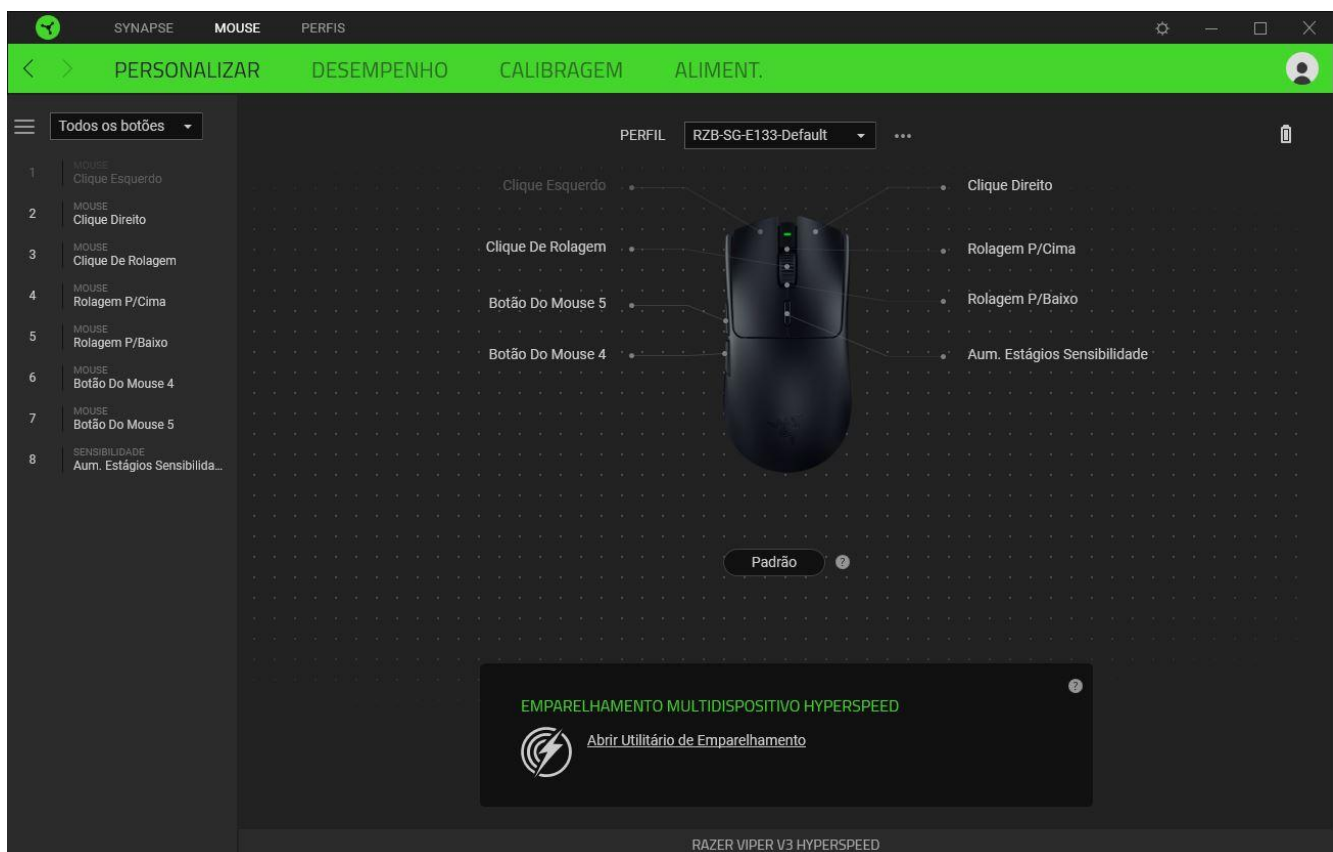 SYNAPSE MOUSE PERFIS
PERSONALIZAR DESEMPENHO CALIBRAGEM ALIMENT.
Todos os botões
PERFIL RZB-SG-E133-Default
1 MOUSE
Clique Esquerdo
2 MOUSE
Clique Direito
3 MOUSE
Clique De Rolagem
4 MOUSE
Rolagem P/Cima
5 MOUSE
Rolagem P/Baixo
6 MOUSE
Botão Do Mouse 4
7 MOUSE
Botão Do Mouse 5
8 SENSIBILIDADE
Aum. Estágios Sensibilida...
Clique Esquerdo
Clique De Rolagem
Botão Do Mouse 5
Botão Do Mouse 4
Clique Direito
Rolagem P/Cima
Rolagem P/Baixo
Aum. Estágios Sensibilidade
Padrão ?
?
EMPARELHAMENTO MULTIDISPOSITIVO HYPERSPEED
Abrir Utilitário de Emparelhamento
RAZER VIPER V3 HYPERSPEED